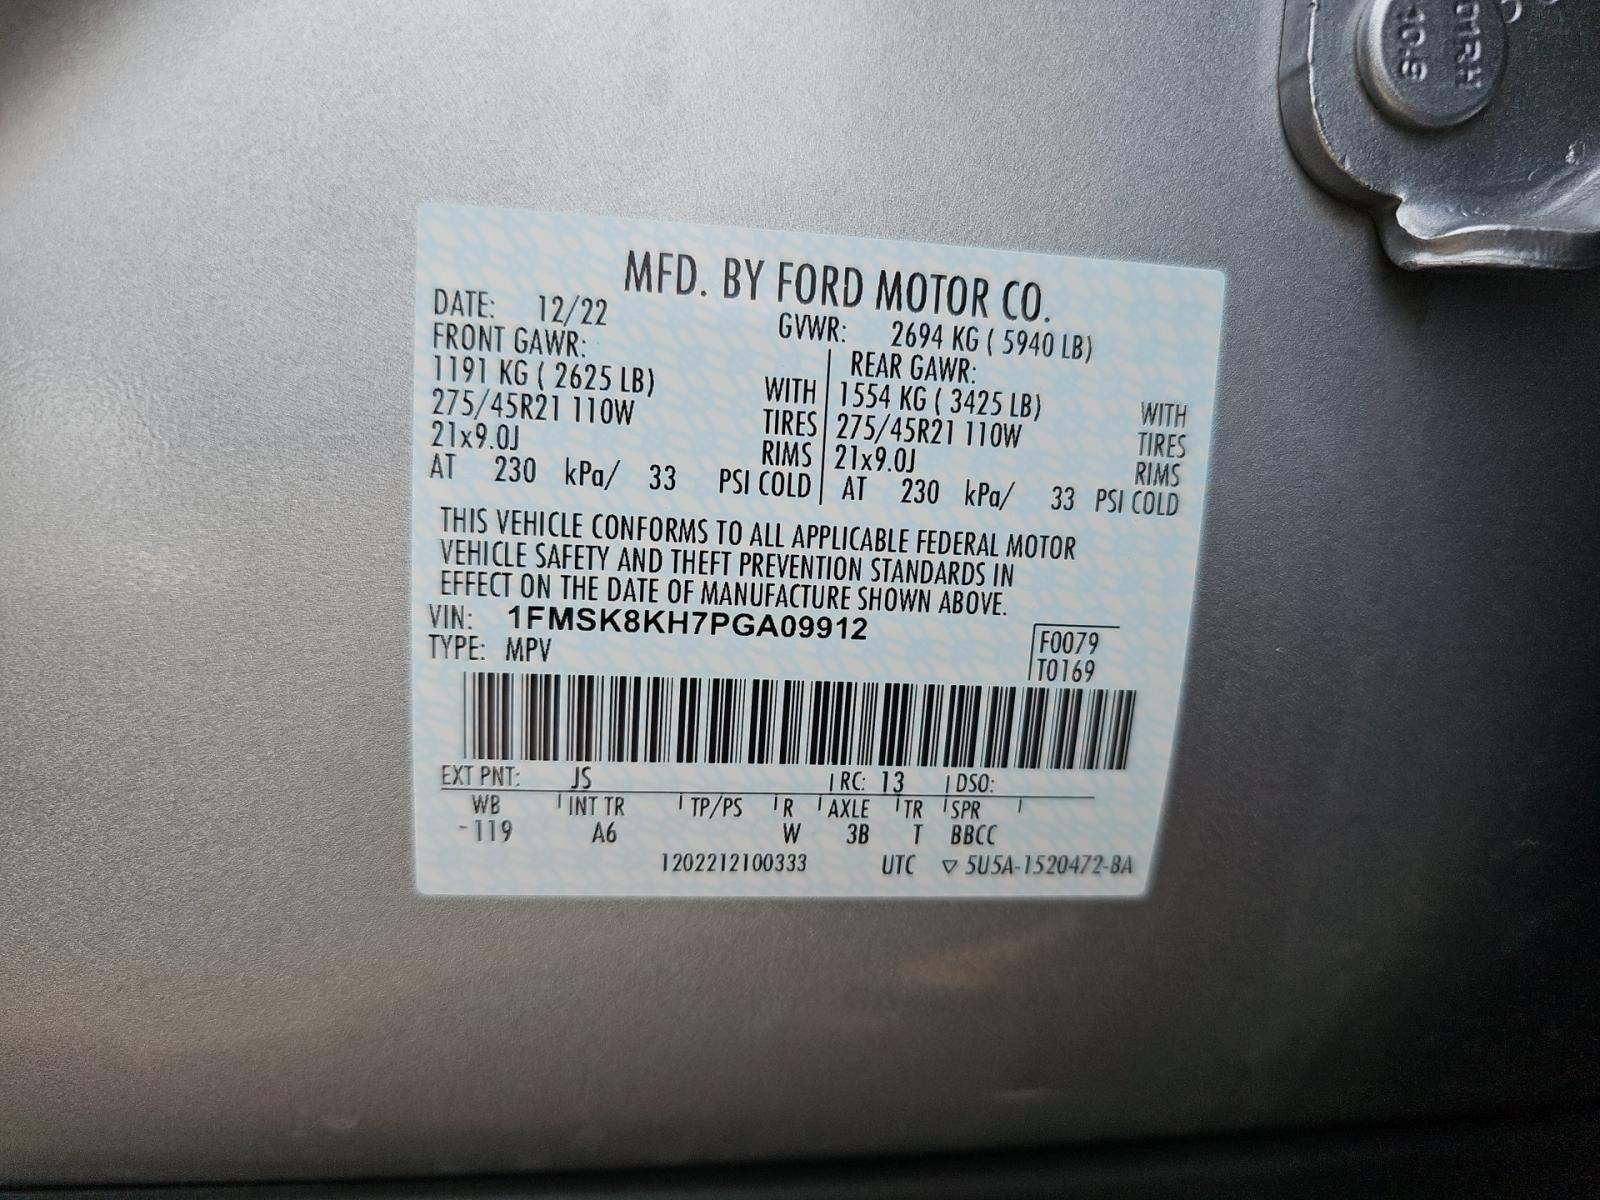 MFD. BY FORD MOTOR CO.
DATE: 12/22 GVWR: 2694 KG ( 5940 LB)
FRONT GAWR: REAR GAWR:
1191 KG ( 2625 LB) WITH 1554 KG ( 3425 LB) WITH
275/45R21 110W TIRES 275/45R21 110W TIRES
21x9.0J RIMS 21x9.0J RIMS
AT 230 kPa/ 33 PSI COLD AT 230 kPa/ 33 PSI COLD
THIS VEHICLE CONFORMS TO ALL APPLICABLE FEDERAL MOTOR
VEHICLE SAFETY AND THEFT PREVENTION STANDARDS IN
EFFECT ON THE DATE OF MANUFACTURE SHOWN ABOVE.
VIN: 1FMSK8KH7PGA09912
TYPE: MPV
F0079
T0169
EXT PNT: JS RC: 13 DSO:
WB INT TR TP/PS R AXLE TR SPR
-119 A6 W 3B T BBCC
1202212100333 UTC ▽ 5U5A-1520472-BA